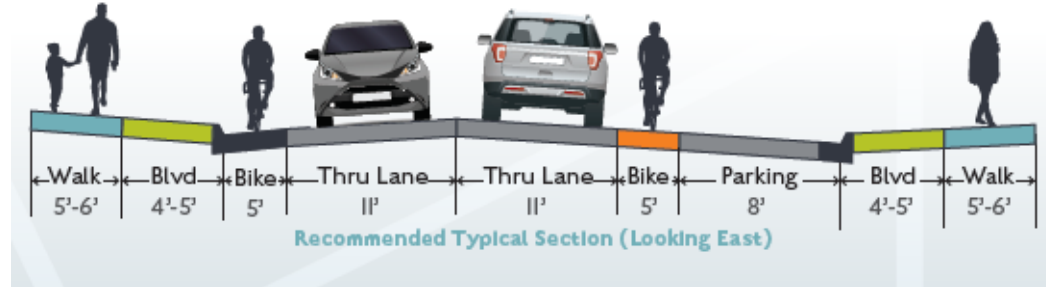 Walk Blvd Bike Thru Lane Thru Lane Bike Parking Blvd Walk
5'-6' 4'-5' 5' 11' 11' 5' 8' 4'-5' 5'-6'
Recommended Typical Section (Looking East)